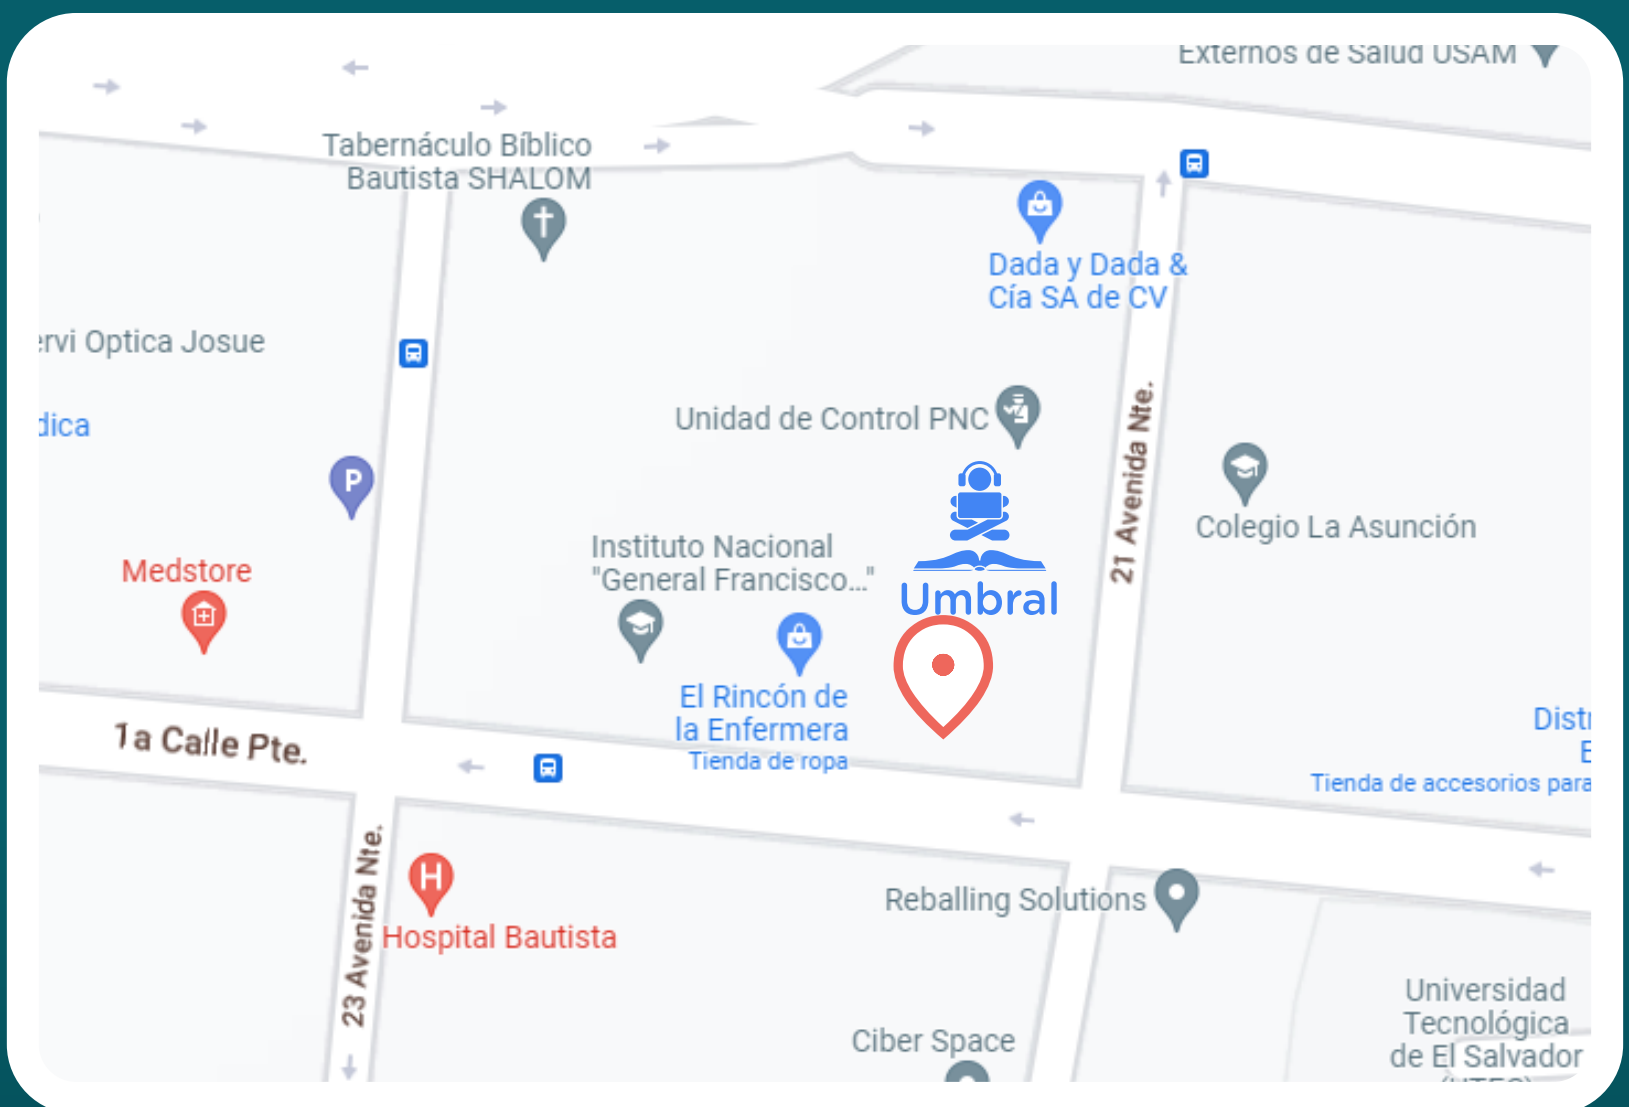 Externos de Salud USAM
Tabernáculo Bíblico
Bautista SHALOM
Dada y Dada &
Cía SA de CV
ervi Optica Josue
dica
P
Unidad de Control PNC
21 Avenida Nte.
Colegio La Asunción
Instituto Nacional
"General Francisco..."
Medstore
Umbral
El Rincón de
la Enfermera
Tienda de ropa
1a Calle Pte.
Distr
E
Tienda de accesorios para
23 Avenida Nte.
H
Hospital Bautista
Reballing Solutions
Ciber Space
Universidad
Tecnológica
de El Salvador
(UTEC)